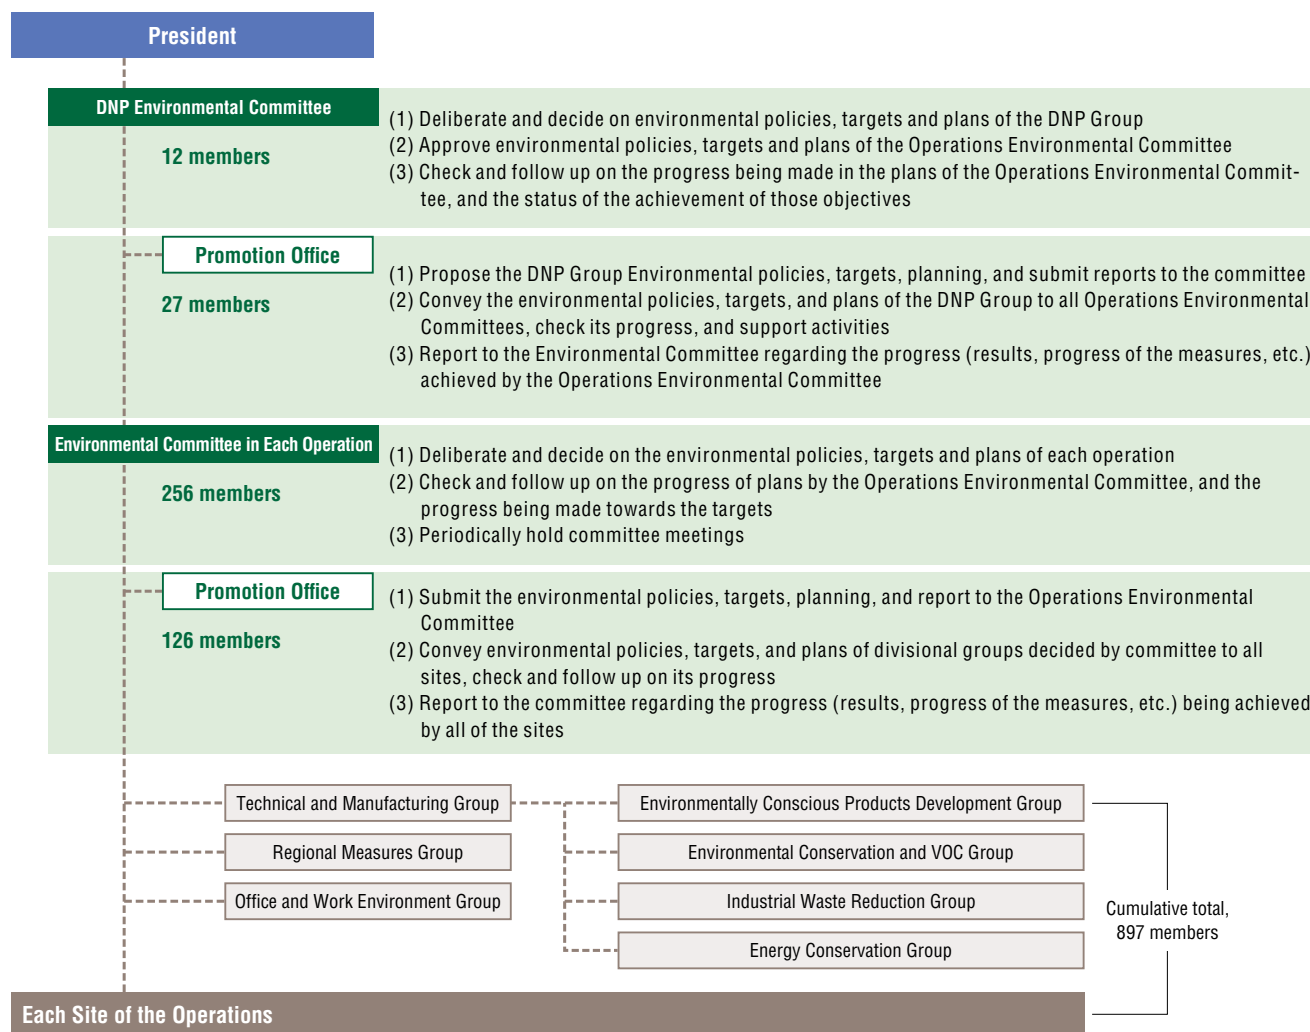 President
DNP Environmental Committee
12 members
(1) Deliberate and decide on environmental policies, targets and plans of the DNP Group
(2) Approve environmental policies, targets and plans of the Operations Environmental Committee
(3) Check and follow up on the progress being made in the plans of the Operations Environmental Commit-
tee, and the status of the achievement of those objectives
Promotion Office
27 members
(1) Propose the DNP Group Environmental policies, targets, planning, and submit reports to the committee
(2) Convey the environmental policies, targets, and plans of the DNP Group to all Operations Environmental
Committees, check its progress, and support activities
(3) Report to the Environmental Committee regarding the progress (results, progress of the measures, etc.)
achieved by the Operations Environmental Committee
Environmental Committee in Each Operation
256 members
(1) Deliberate and decide on the environmental policies, targets and plans of each operation
(2) Check and follow up on the progress of plans by the Operations Environmental Committee, and the
progress being made towards the targets
(3) Periodically hold committee meetings
Promotion Office
126 members
(1) Submit the environmental policies, targets, planning, and report to the Operations Environmental
Committee
(2) Convey environmental policies, targets, and plans of divisional groups decided by committee to all
sites, check and follow up on its progress
(3) Report to the committee regarding the progress (results, progress of the measures, etc.) being achieved
by all of the sites
Technical and Manufacturing Group
Regional Measures Group
Office and Work Environment Group
Environmentally Conscious Products Development Group
Environmental Conservation and VOC Group
Industrial Waste Reduction Group
Energy Conservation Group
Cumulative total,
897 members
Each Site of the Operations